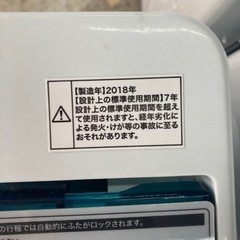 【製造年】2018年
【設計上の標準使用期間】7年
設計上の標準使用期間を超え
て使用されますと、経年劣化に
よる発火・けが等の事故に至る
おそれがあります。
の行程では自動的にふたがロックされます。